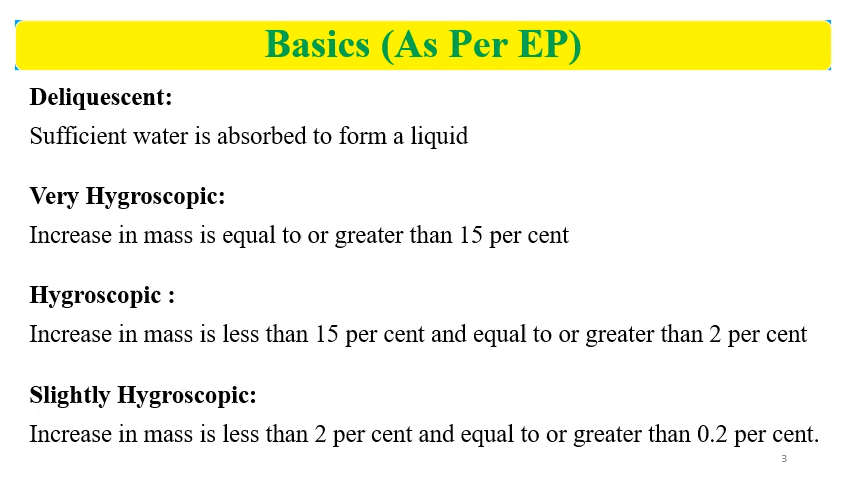 Basics (As Per EP)
Deliquescent:
Sufficient water is absorbed to form a liquid
Very Hygroscopic:
Increase in mass is equal to or greater than 15 per cent
Hygroscopic :
Increase in mass is less than 15 per cent and equal to or greater than 2 per cent
Slightly Hygroscopic:
Increase in mass is less than 2 per cent and equal to or greater than 0.2 per cent.
3